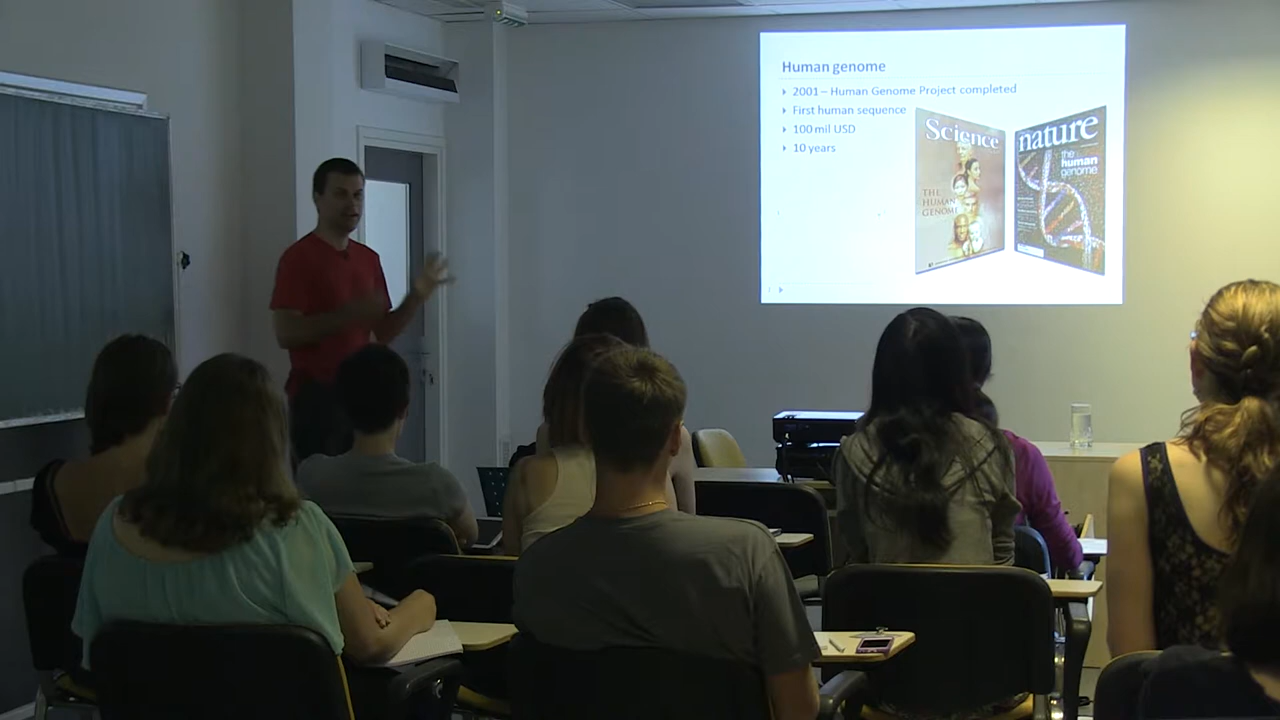 Human genome
2001 – Human Genome Project completed
First human sequence
100 mil USD
10 years
Science
THE
HUMAN
GENOME
nature
the
human
genome